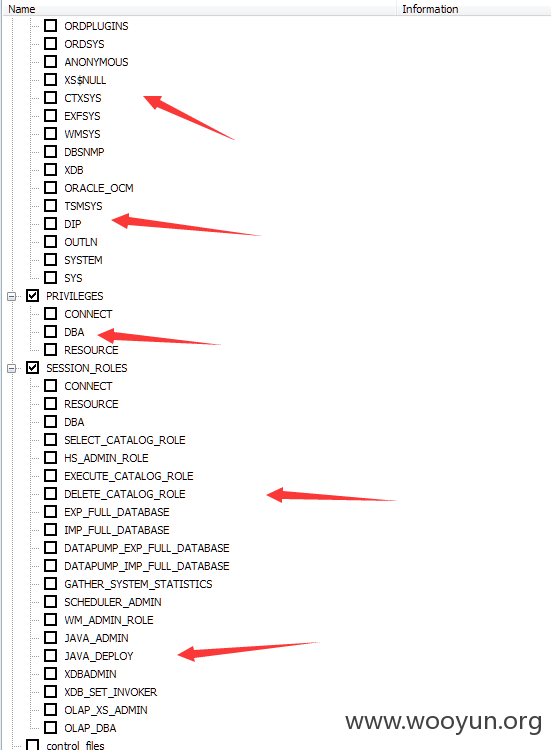 Name Information
ORDPLUGINS
ORDSYS
ANONYMOUS
XS$NULL
CTXSYS
EXFSYS
WMSYS
DBSNMP
XDB
ORACLE_OCM
TSMSYS
DIP
OUTLN
SYSTEM
SYS
PRIVILEGES
CONNECT
DBA
RESOURCE
SESSION_ROLES
CONNECT
RESOURCE
DBA
SELECT_CATALOG_ROLE
HS_ADMIN_ROLE
EXECUTE_CATALOG_ROLE
DELETE_CATALOG_ROLE
EXP_FULL_DATABASE
IMP_FULL_DATABASE
DATAPUMP_EXP_FULL_DATABASE
DATAPUMP_IMP_FULL_DATABASE
GATHER_SYSTEM_STATISTICS
SCHEDULER_ADMIN
WM_ADMIN_ROLE
JAVA_ADMIN
JAVA_DEPLOY
XDBADMIN
XDB_SET_INVOKER
OLAP_XS_ADMIN
OLAP_DBA
www.wooyun.org
control_files